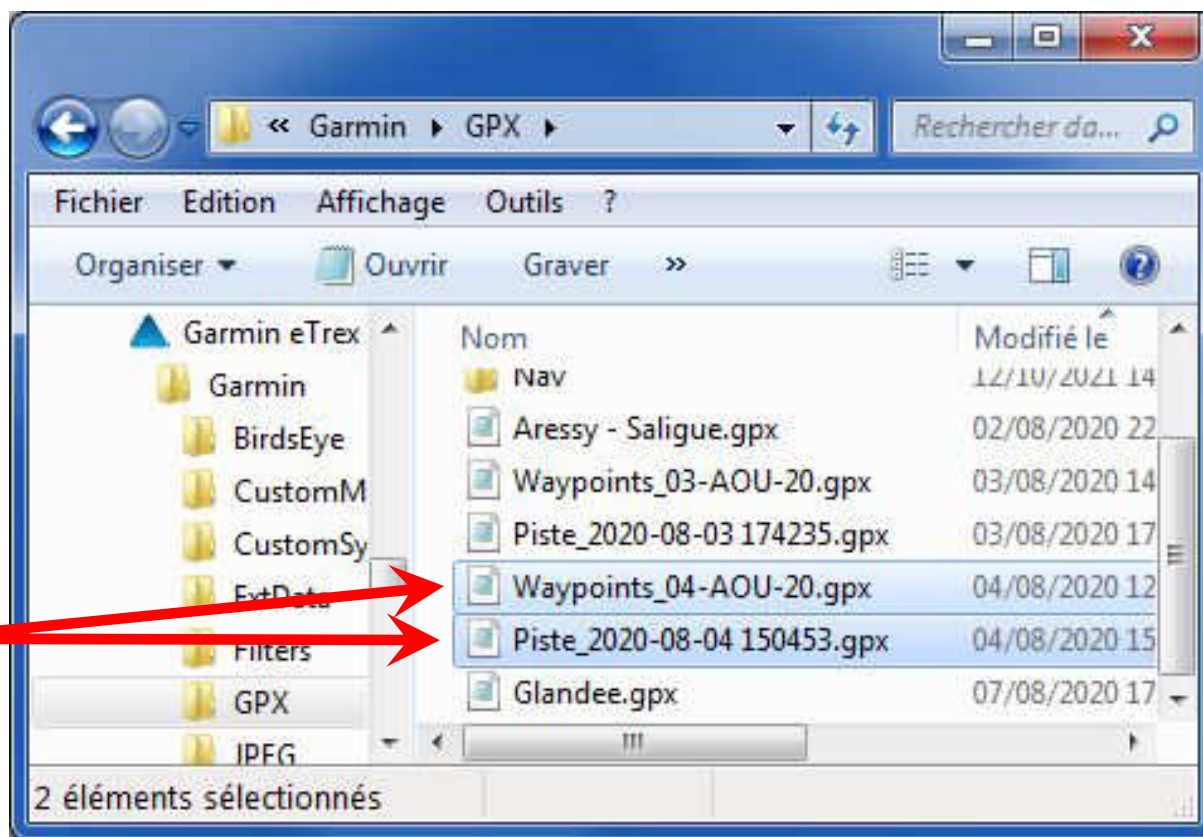 « Garmin ▸ GPX ▸ Rechercher da...
Fichier Edition Affichage Outils ?
Organiser Ouvrir Graver »
Garmin eTrex
Garmin
BirdsEye
CustomM
CustomSy
ExtData
Filters
GPX
JPEG
Nom Modifié le
Nav 12/10/2021 14
Aressy - Saligue.gpx 02/08/2020 22
Waypoints_03-AOU-20.gpx 03/08/2020 14
Piste_2020-08-03 174235.gpx 03/08/2020 17
Waypoints_04-AOU-20.gpx 04/08/2020 12
Piste_2020-08-04 150453.gpx 04/08/2020 15
Glandee.gpx 07/08/2020 17
2 éléments sélectionnés